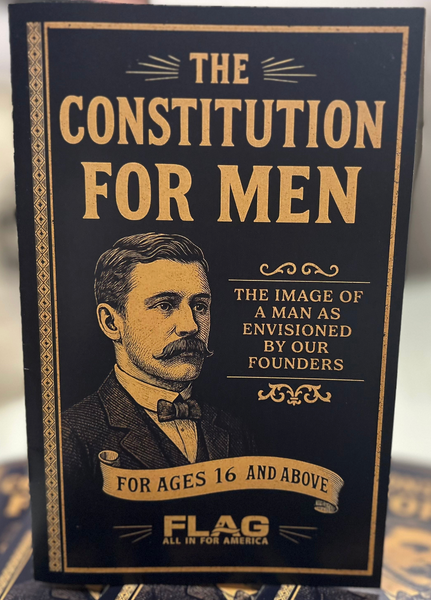 THE
CONSTITUTION
FOR MEN
THE IMAGE OF
A MAN AS
ENVISIONED
BY OUR
FOUNDERS
FOR AGES 16 AND ABOVE
FLAG
ALL IN FOR AMERICA